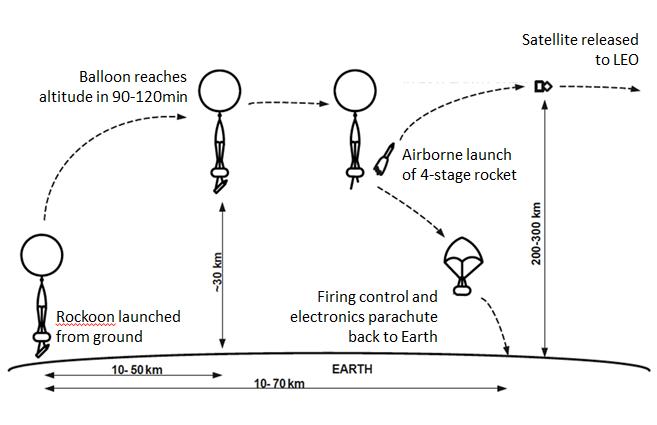 Satellite released
to LEO
Balloon reaches
altitude in 90-120min
Airborne launch
of 4-stage rocket
200-300 km
~30 km
Rockoon launched
from ground
Firing control and
electronics parachute
back to Earth
10- 50 km
EARTH
10- 70 km